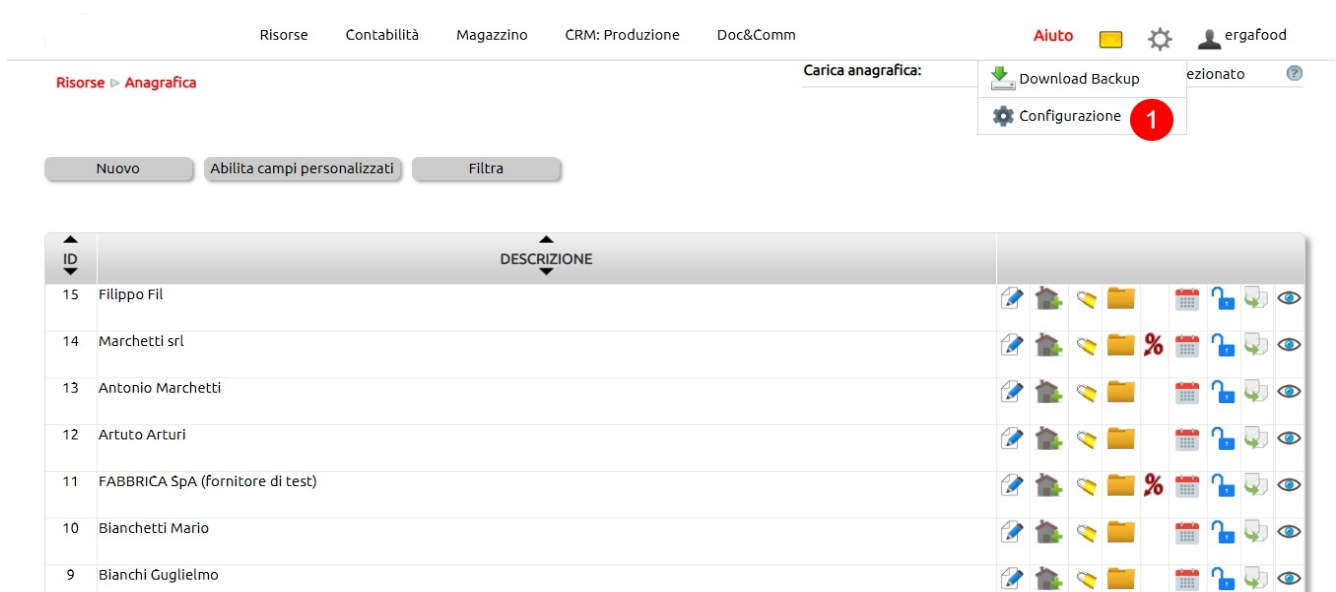 Risorse Contabilità Magazzino CRM: Produzione Doc&Comm Aiuto ergafood
Risorse Anagrafica
Carica anagrafica: ezionato ?
Download Backup
Configurazione 1
Nuovo Abilita campi personalizzati Filtra
ID DESCRIZIONE
15 Filippo Fil
14 Marchetti srl %
13 Antonio Marchetti
12 Artuto Arturi
11 FABBRICA SpA (fornitore di test) %
10 Bianchetti Mario
9 Bianchi Guglielmo